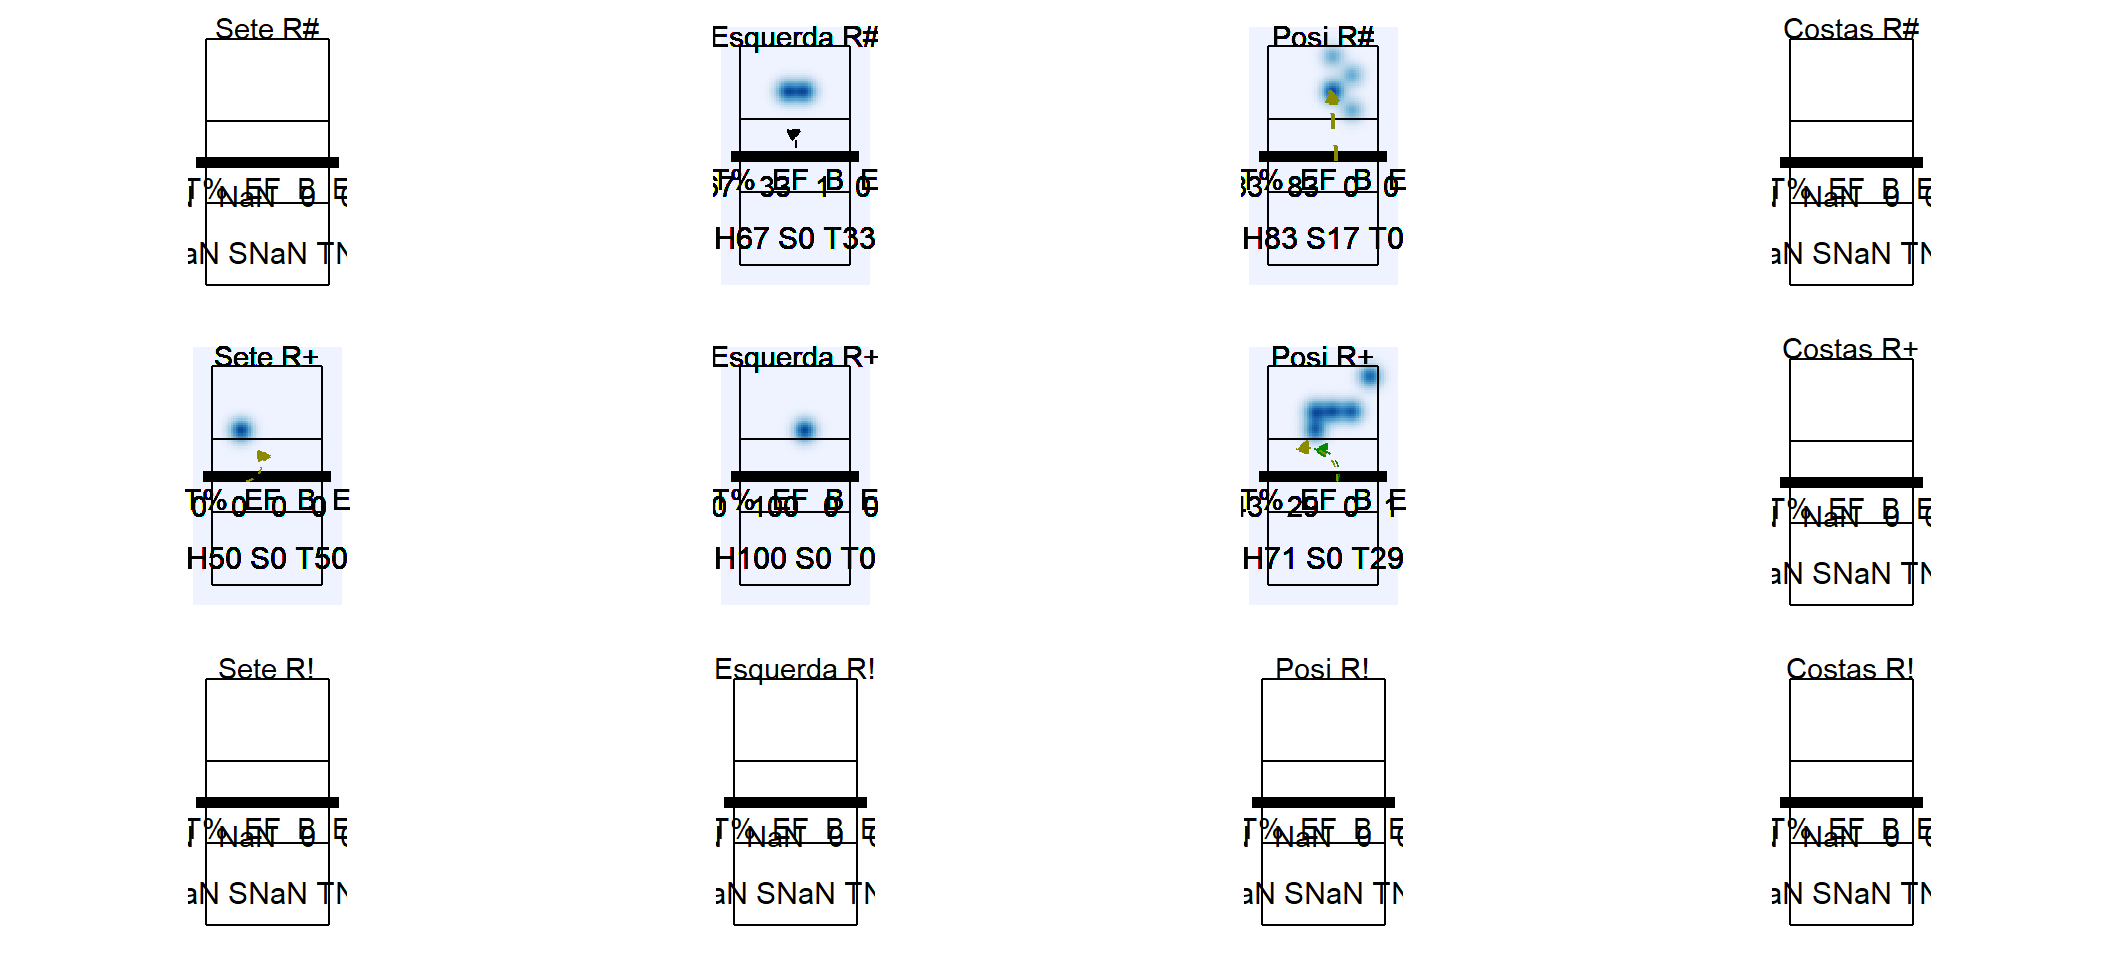 Sete R#
Esquerda R#
Posi R#
Costas R#
T% EF B E
NaN 0
aN SNaN TN
T% EF B E
67 33 1 0
H67 S0 T33
T% EF B E
83 83 0 0
H83 S17 T0
T% EF B E
NaN 0
aN SNaN TN
Sete R+
Esquerda R+
Posi R+
Costas R+
T% EF B E
0 0 0 0
H50 S0 T50
T% EF B E
0 100 0 0
H100 S0 T0
T% EF B E
43 29 0 1
H71 S0 T29
T% EF B E
NaN 0
aN SNaN TN
Sete R!
Esquerda R!
Posi R!
Costas R!
T% EF B E
NaN 0
aN SNaN TN
T% EF B E
NaN 0
aN SNaN TN
T% EF B E
NaN 0
aN SNaN TN
T% EF B E
NaN 0
aN SNaN TN